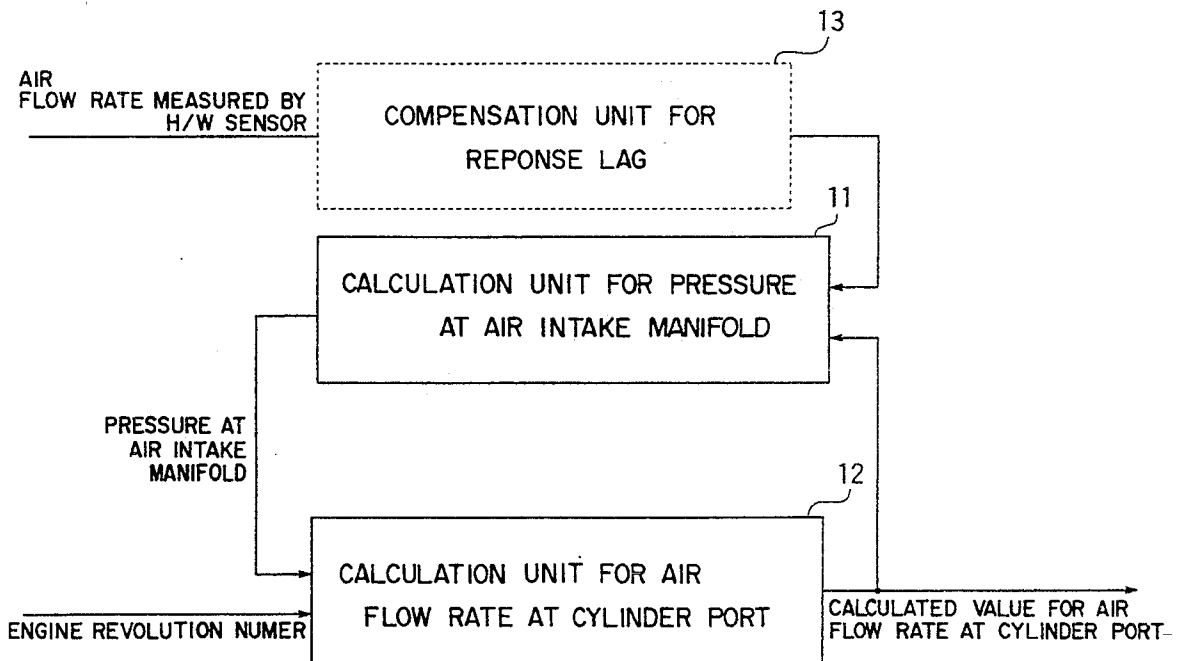 13
AIR
FLOW RATE MEASURED BY
H/W SENSOR
COMPENSATION UNIT FOR
REPONSE LAG
11
CALCULATION UNIT FOR PRESSURE
AT AIR INTAKE MANIFOLD
PRESSURE AT
AIR INTAKE
MANIFOLD
12
CALCULATION UNIT FOR AIR
FLOW RATE AT CYLINDER PORT
ENGINE REVOLUTION NUMER
CALCULATED VALUE FOR AIR
FLOW RATE AT CYLINDER PORT